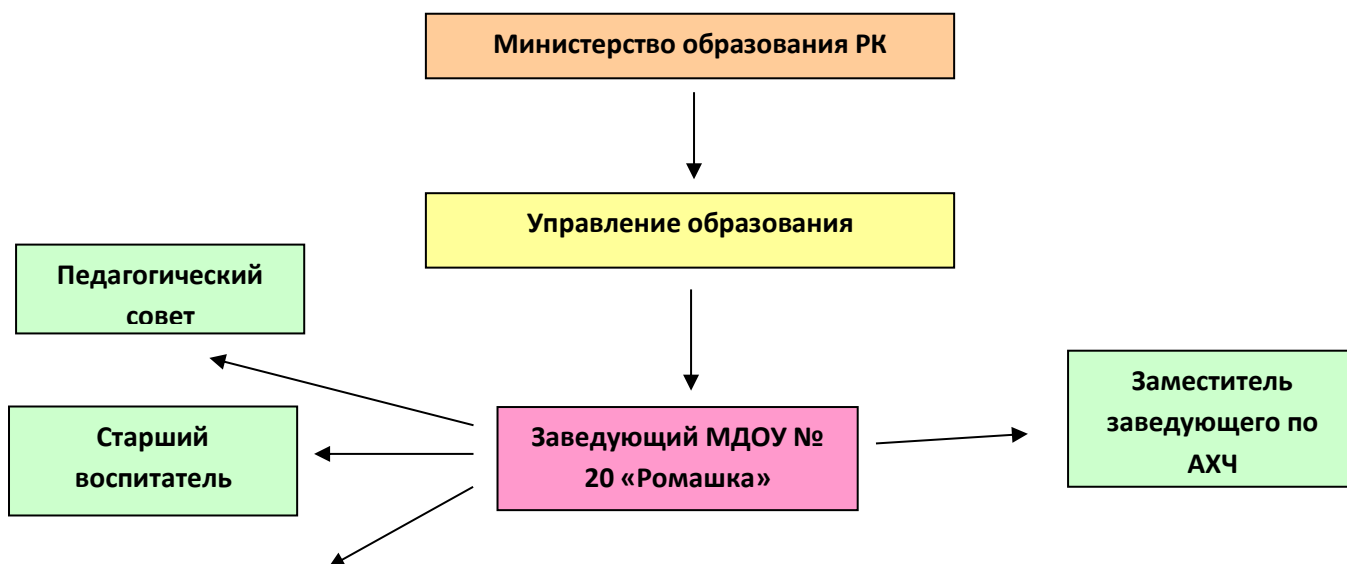 Министерство образования РК
Управление образования
Педагогический
совет
Старший
воспитатель
Заведующий МДОУ №
20 «Ромашка»
Заместитель
заведующего по
АХЧ